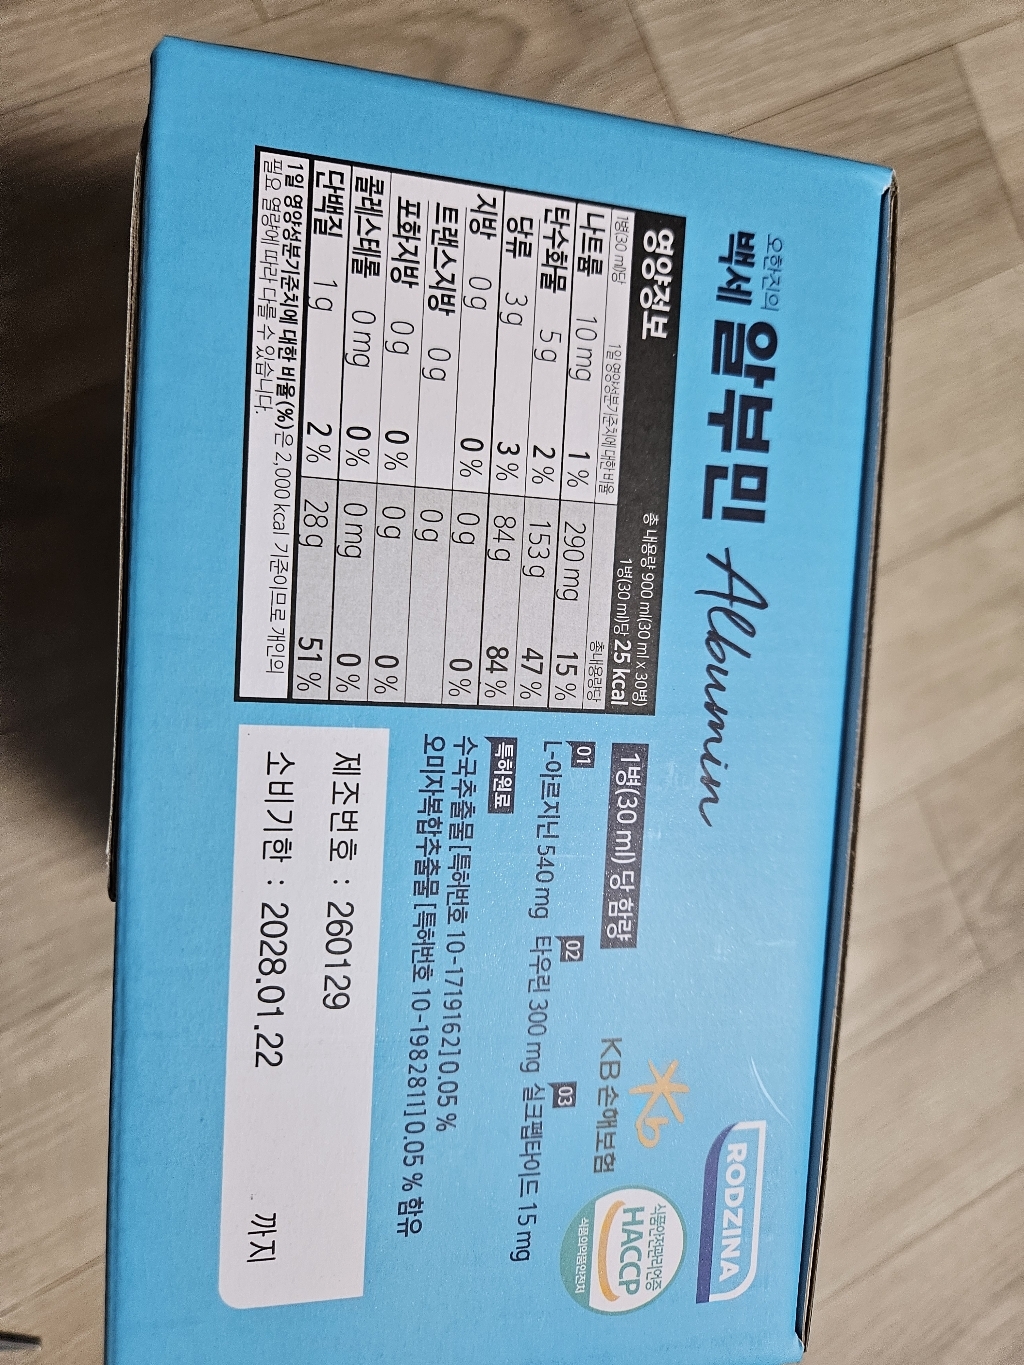 오한진의
백세 알부민 Albumin
RODZINA
영양정보
총 내용량 900 ml(30 ml x 30병)
1병(30 ml)당 25 kcal
1병(30 ml)당 1일 영양성분기준치에 대한 비율 총 내용량당
나트륨 10 mg 1 % 290 mg 15 %
탄수화물 5 g 2 % 153 g 47 %
당류 3 g 3 % 84 g 84 %
지방 0 g 0 % 0 g 0 %
트랜스지방 0 g 0 g
포화지방 0 g 0 % 0 g 0 %
콜레스테롤 0 mg 0 % 0 mg 0 %
단백질 1 g 2 % 28 g 51 %
1일 영양성분기준치에 대한 비율(%)은 2,000 kcal 기준이므로 개인의
필요 열량에 따라 다를 수 있습니다.
1병(30 ml) 당 함량
01 02 03
L-아르지닌 540 mg 타우린 300 mg 실크펩타이드 15 mg
특허원료
수국추출물 [특허번호 10-1719162] 0.05 %
오미자복합추출물 [특허번호 10-1982811] 0.05 % 함유
KB손해보험
식품안전관리인증
HACCP
식품의약품안전처
제조번호 : 260129
소비기한 : 2028.01.22 까지